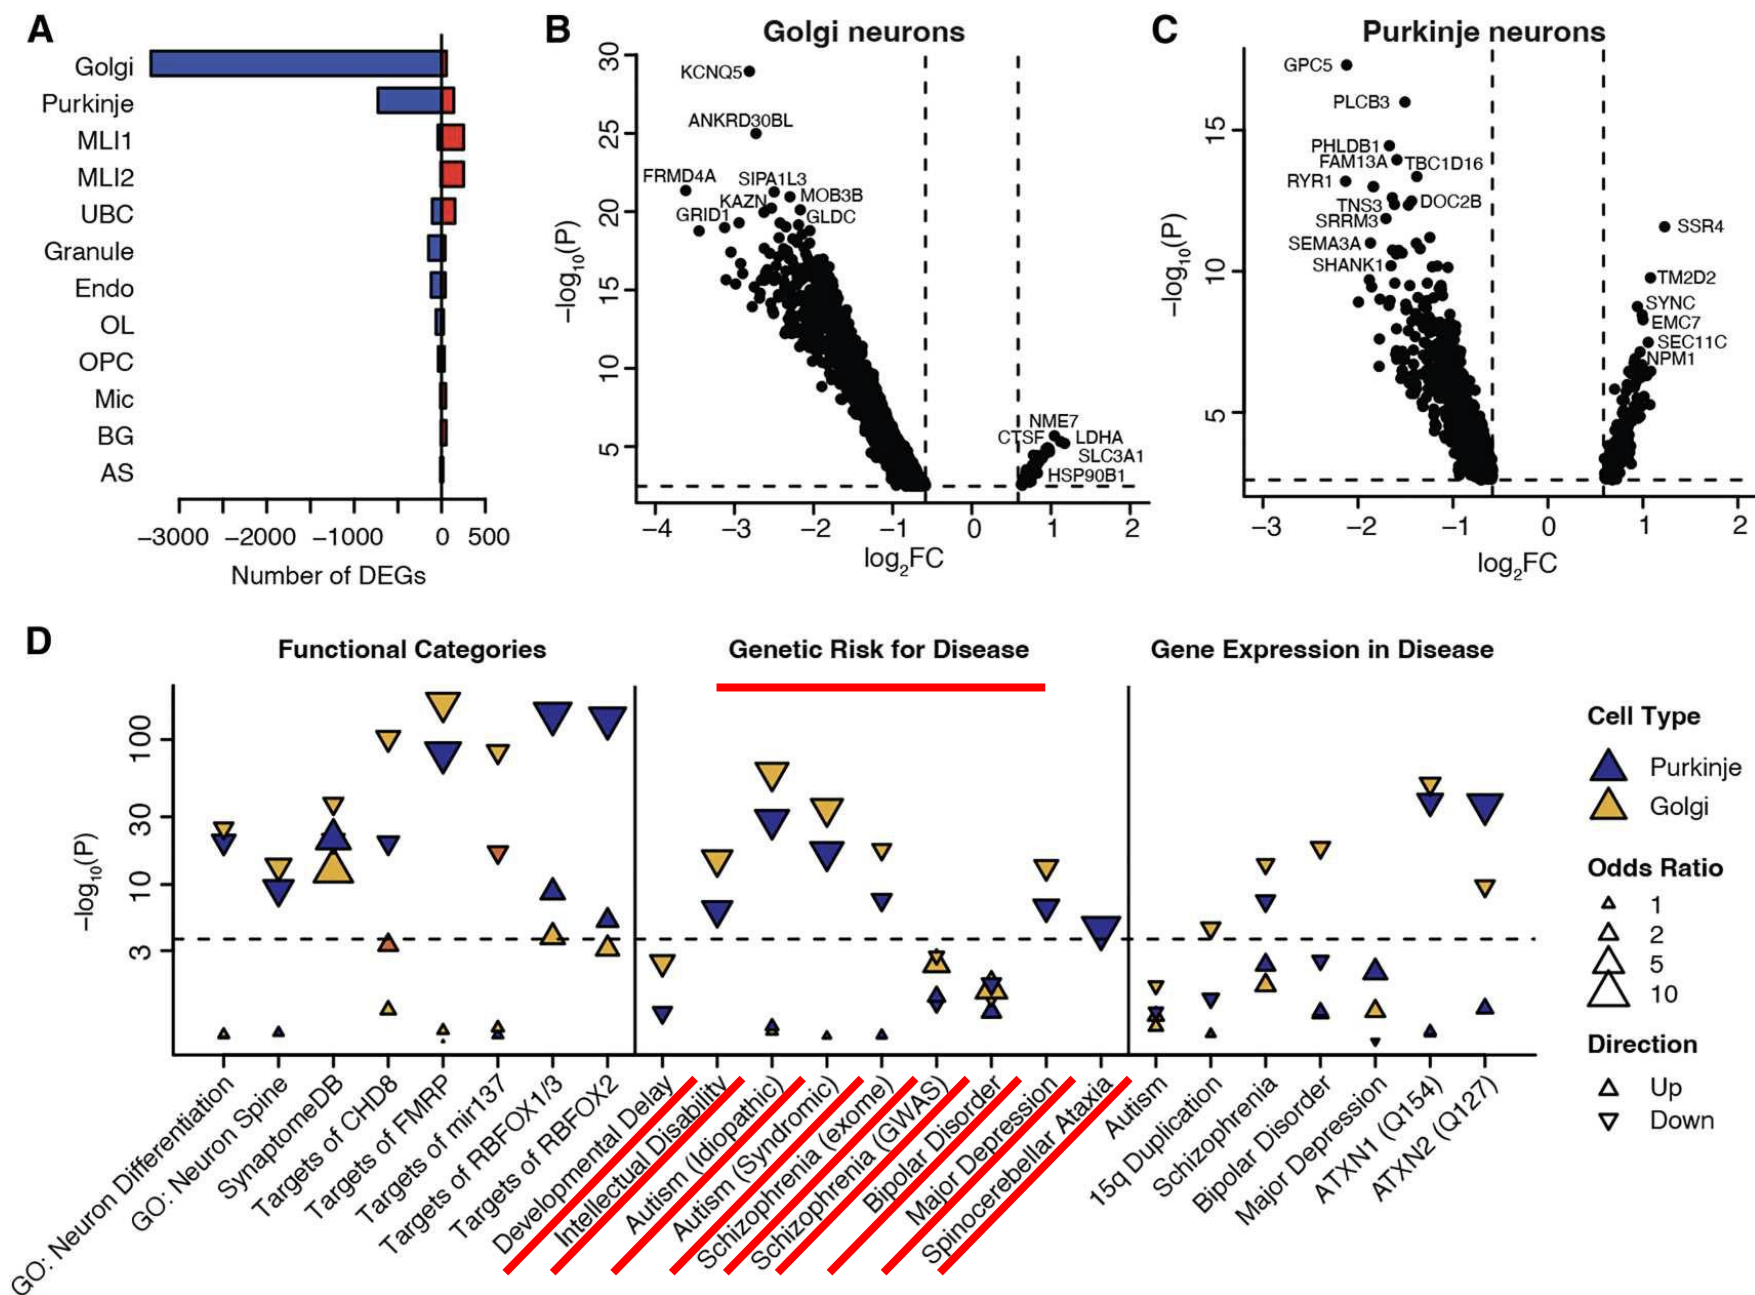 A
Golgi
Purkinje
MLI1
MLI2
UBC
Granule
Endo
OL
OPC
Mic
BG
AS
−3000 −2000 −1000 0 500
Number of DEGs
B
Golgi neurons
30
25
20
15
10
5
−log10(P)
KCNQ5
ANKRD30BL
FRMD4A
SIPA1L3
KAZN
MOB3B
GRID1
GLDC
NME7
CTSF
LDHA
SLC3A1
HSP90B1
−4 −3 −2 −1 0 1 2
log2FC
C
Purkinje neurons
15
10
5
−log10(P)
GPC5
PLCB3
PHLDB1
FAM13A
TBC1D16
RYR1
TNS3
DOC2B
SRRM3
SEMA3A
SHANK1
SSR4
TM2D2
SYNC
EMC7
SEC11C
NPM1
−3 −2 −1 0 1 2
log2FC
D
Functional Categories
Genetic Risk for Disease
Gene Expression in Disease
100
30
10
3
−log10(P)
GO: Neuron Differentiation
GO: Neuron Spine
SynaptomeDB
Targets of CHD8
Targets of FMRP
Targets of mir137
Targets of RBFOX1/3
Targets of RBFOX2
Developmental Delay
Intellectual Disability
Autism (Idiopathic)
Autism (Syndromic)
Schizophrenia (exome)
Schizophrenia (GWAS)
Bipolar Disorder
Major Depression
Spinocerebellar Ataxia
Autism
15q Duplication
Schizophrenia
Bipolar Disorder
Major Depression
ATXN1 (Q154)
ATXN2 (Q127)
Cell Type
Purkinje
Golgi
Odds Ratio
1
2
5
10
Direction
Up
Down